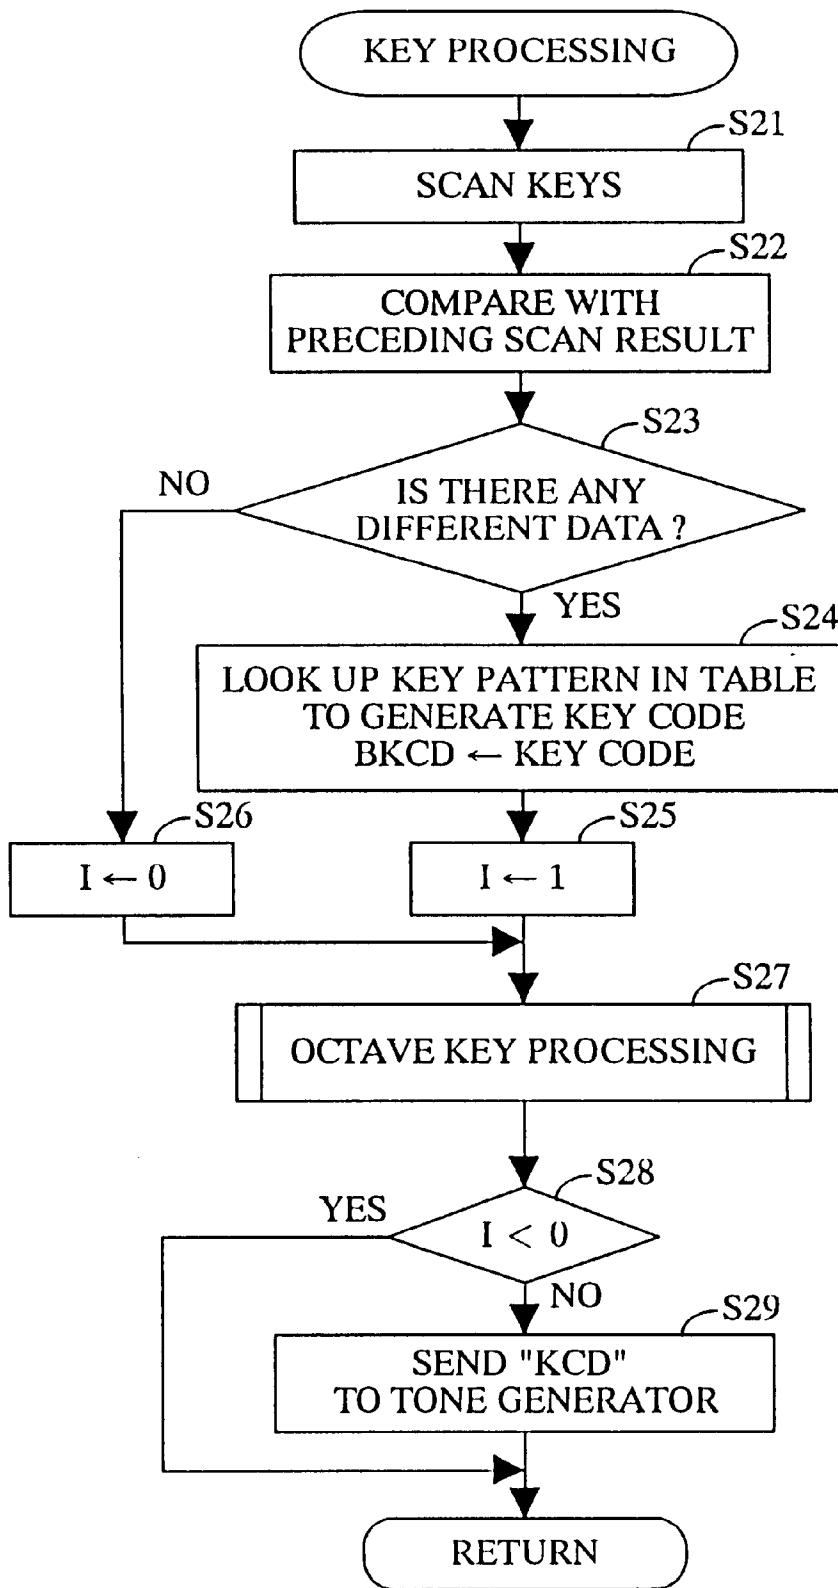 KEY PROCESSING
S21
SCAN KEYS
S22
COMPARE WITH
PRECEDING SCAN RESULT
S23
NO
IS THERE ANY
DIFFERENT DATA ?
YES
S24
LOOK UP KEY PATTERN IN TABLE
TO GENERATE KEY CODE
BKCD ← KEY CODE
S26
S25
I ← 0
I ← 1
S27
OCTAVE KEY PROCESSING
S28
YES
I < 0
NO
S29
SEND "KCD"
TO TONE GENERATOR
RETURN